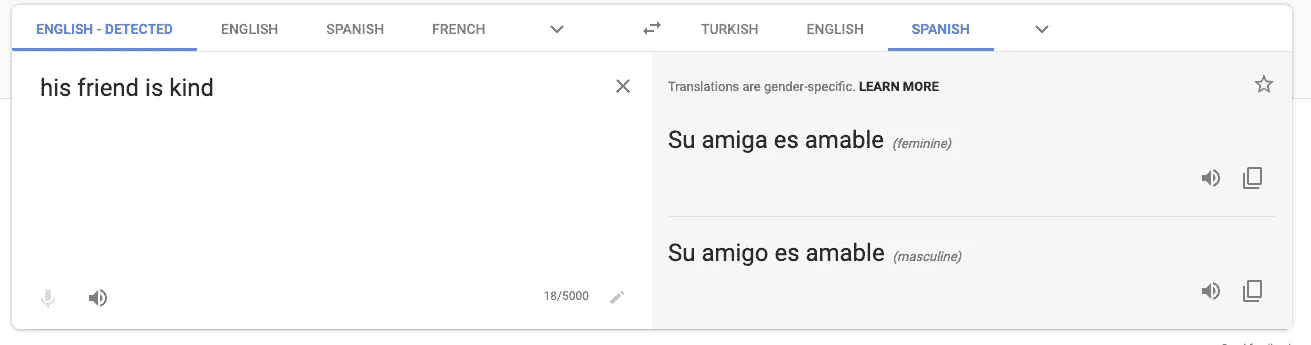 ENGLISH - DETECTED ENGLISH SPANISH FRENCH TURKISH ENGLISH SPANISH
his friend is kind
18/5000
Translations are gender-specific. LEARN MORE
Su amiga es amable (feminine)
Su amigo es amable (masculine)